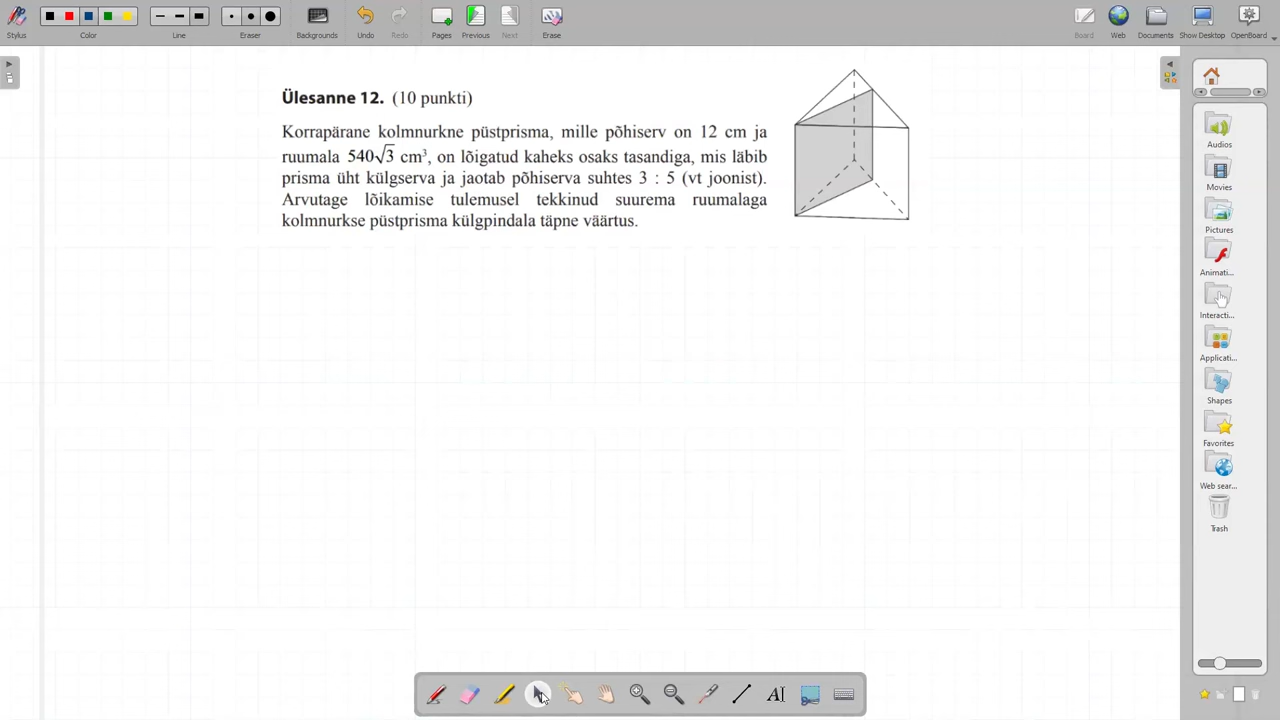 Stylus
Color
Line
Eraser
Backgrounds
Undo
Redo
Pages
Previous
Next
Erase
Board
Web
Documents
Show Desktop
OpenBoard
Ülesanne 12. (10 punkti)
Korrapärane kolmnurkne püstprisma, mille põhiserv on 12 cm ja
ruumala 540√3 cm³, on lõigatud kaheks osaks tasandiga, mis läbib
prisma üht külgserva ja jaotab põhiserva suhtes 3 : 5 (vt joonist).
Arvutage lõikamise tulemusel tekkinud suurema ruumalaga
kolmnurkse püstprisma külgpindala täpne väärtus.
Audios
Movies
Pictures
Animati...
Interacti...
Applicati...
Shapes
Favorites
Web sear...
Trash
AI